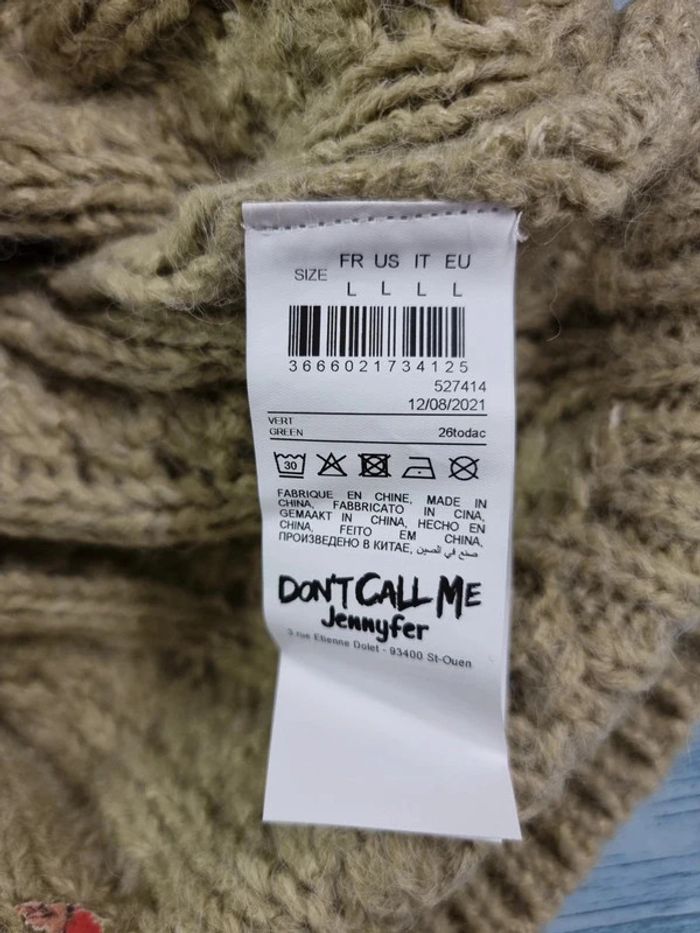 SIZE FR US IT EU
L L L L
3666021734125
527414
12/08/2021
VERT
GREEN 26todac
30
FABRIQUE EN CHINE, MADE IN
CHINA, FABBRICATO IN CINA,
GEMAAKT IN CHINA, HECHO EN
CHINA, FEITO EM CHINA,
ПРОИЗВЕДЕНО В КИТАЕ, صنع في الصين
DON'T CALL ME
Jennyfer
3 rue Etienne Dolet - 93400 St-Ouen